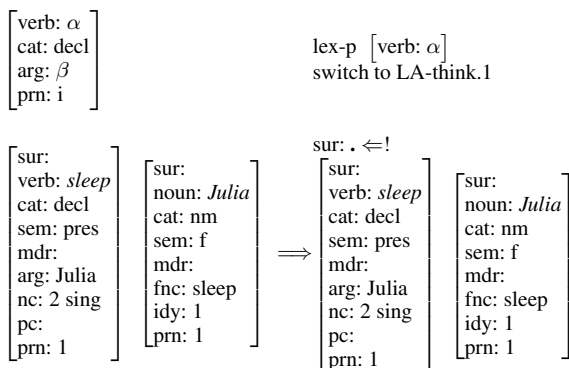 verb: α
cat: decl
arg: β
prn: i
lex-p [verb: α]
switch to LA-think.1
sur:
verb: sleep
cat: decl
sem: pres
mdr:
arg: Julia
nc: 2 sing
pc:
prn: 1
sur:
noun: Julia
cat: nm
sem: f
mdr:
fnc: sleep
idy: 1
prn: 1
⟹
sur: . ⇐!
sur:
verb: sleep
cat: decl
sem: pres
mdr:
arg: Julia
nc: 2 sing
pc:
prn: 1
sur:
noun: Julia
cat: nm
sem: f
mdr:
fnc: sleep
idy: 1
prn: 1